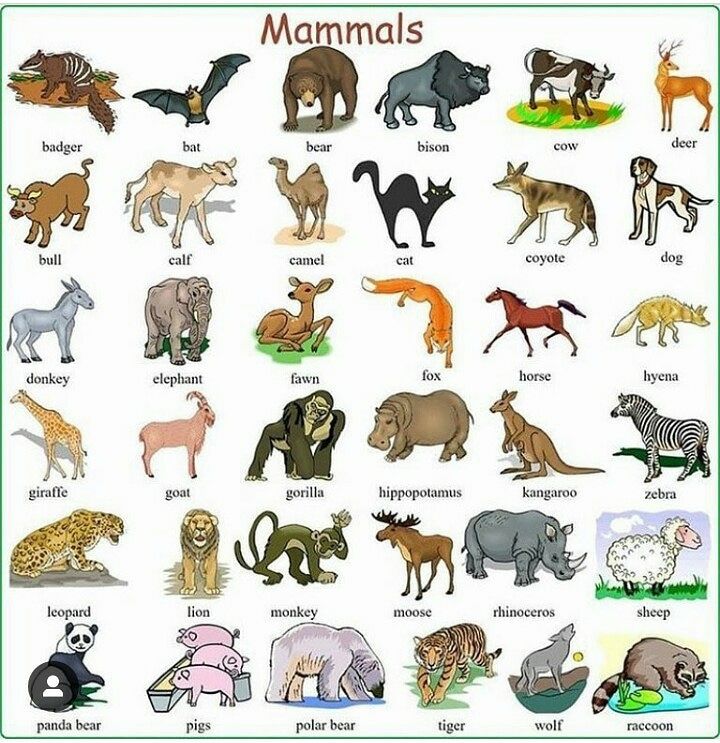 Mammals
badger bat bear bison cow deer
bull calf camel cat coyote dog
donkey elephant fawn fox horse hyena
giraffe goat gorilla hippopotamus kangaroo zebra
leopard lion monkey moose rhinoceros sheep
panda bear pigs polar bear tiger wolf raccoon